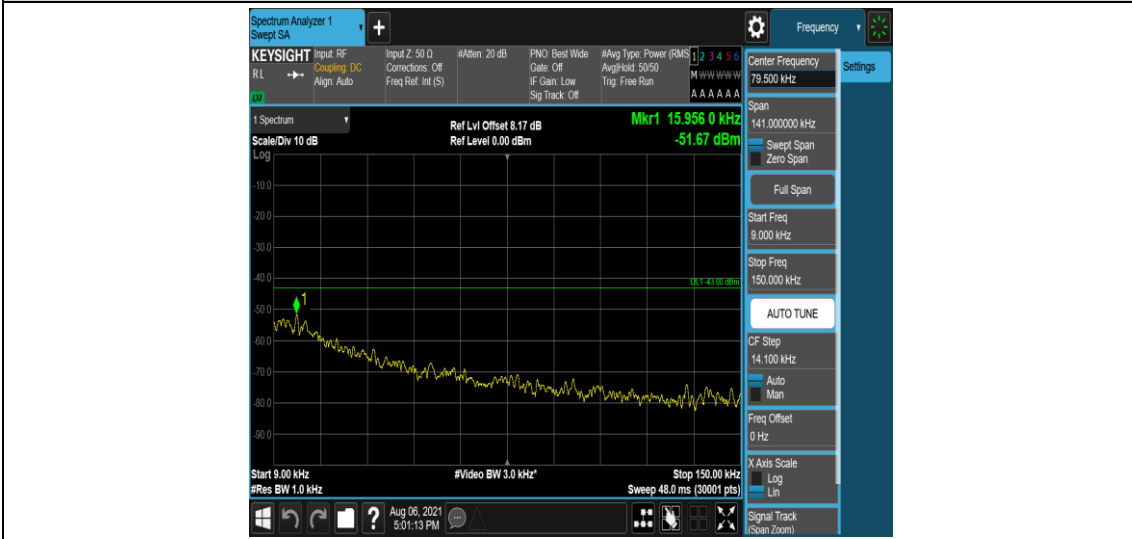 Spectrum Analyzer 1
Swept SA
+
Frequency
KEYSIGHT
RL
Input: RF
Coupling: DC
Align: Auto
Input Z: 50 Ω
Corrections: Off
Freq Ref: Int (S)
#Atten: 20 dB
PNO: Best Wide
Gate: Off
IF Gain: Low
Sig Track: Off
#Avg Type: Power (RMS
Avg|Hold: 50/50
Trig: Free Run
1 2 3 4 5 6
M W W W W W
A A A A A A
1 Spectrum
Scale/Div 10 dB
Log
Ref Lvl Offset 8.17 dB
Ref Level 0.00 dBm
Mkr1 15.956 0 kHz
-51.67 dBm
-10.0
-20.0
-30.0
-40.0
DL1 -43.00 dBm
1
-50.0
-60.0
-70.0
-80.0
-90.0
Start 9.00 kHz
#Res BW 1.0 kHz
#Video BW 3.0 kHz*
Stop 150.00 kHz
Sweep 48.0 ms (30001 pts)
?
Aug 06, 2021
5:01:13 PM
Center Frequency
79.500 kHz
Settings
Span
141.000000 kHz
Swept Span
Zero Span
Full Span
Start Freq
9.000 kHz
Stop Freq
150.000 kHz
AUTO TUNE
CF Step
14.100 kHz
Auto
Man
Freq Offset
0 Hz
X Axis Scale
Log
Lin
Signal Track
(Span Zoom)